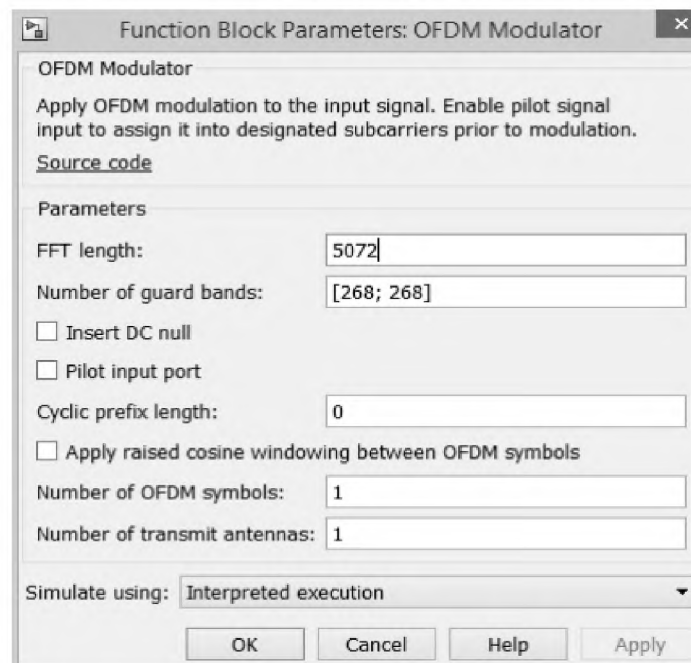 Function Block Parameters: OFDM Modulator
OFDM Modulator
Apply OFDM modulation to the input signal. Enable pilot signal
input to assign it into designated subcarriers prior to modulation.
Source code
Parameters
FFT length: 5072
Number of guard bands: [268; 268]
Insert DC null
Pilot input port
Cyclic prefix length: 0
Apply raised cosine windowing between OFDM symbols
Number of OFDM symbols: 1
Number of transmit antennas: 1
Simulate using: Interpreted execution
OK Cancel Help Apply